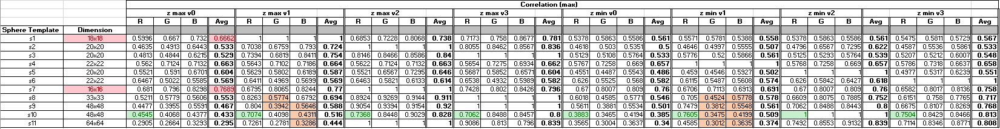 Correlation (max)
z max v0 z max v1 z max v2 z max v3 z min v0 z min v1 z min v2 z min v3
R G B Avg R G B Avg R G B Avg R G B Avg R G B Avg R G B Avg R G B Avg R G B Avg
Sphere Template Dimension
s1 18x18 0.5996 0.667 0.732 0.6662 1 1 1 1 0.6853 0.7228 0.8068 0.738 0.7173 0.758 0.8677 0.781 0.5378 0.5863 0.5586 0.561 0.5571 0.5781 0.5388 0.558 0.5378 0.5863 0.5586 0.561 0.5475 0.5811 0.5729 0.567
s2 20x20 0.4635 0.4913 0.6443 0.533 0.7038 0.6759 0.793 0.724 1 1 1 1 0.8055 0.8462 0.8567 0.836 0.4618 0.503 0.5351 0.5 0.4646 0.4997 0.5555 0.507 0.4796 0.6567 0.7295 0.622 0.4587 0.5536 0.5861 0.533
s3 20x20 0.4813 0.4844 0.6215 0.529 0.7394 0.6819 0.8411 0.754 0.8146 0.8466 0.8586 0.84 1 1 1 1 0.5129 0.5108 0.5764 0.533 0.5776 0.52 0.5866 0.561 0.5125 0.5293 0.5764 0.539 0.5207 0.5212 0.6007 0.548
s4 22x22 0.562 0.7124 0.7132 0.663 0.5643 0.7102 0.7186 0.664 0.5622 0.7124 0.7132 0.663 0.5654 0.7275 0.6934 0.662 0.5767 0.7258 0.669 0.657 1 1 1 1 0.5768 0.7258 0.669 0.657 0.5786 0.7318 0.6637 0.658
s5 20x20 0.5521 0.591 0.6701 0.604 0.5629 0.5802 0.6189 0.587 0.5521 0.6567 0.7295 0.646 0.5687 0.5852 0.6571 0.604 0.4551 0.4487 0.5543 0.486 0.459 0.4546 0.5927 0.502 1 1 1 1 0.4977 0.5317 0.6239 0.551
s6 22x22 0.6467 0.5022 0.5585 0.569 0.6411 0.4969 0.5699 0.569 0.6463 0.5821 0.6133 0.614 0.6538 0.4932 0.5989 0.582 0.626 0.5525 0.568 0.582 0.6115 0.5487 0.5608 0.574 0.626 0.5842 0.6427 0.618 1 1 1 1
s7 16x16 0.681 0.796 0.8298 0.7689 0.6795 0.8065 0.8244 0.77 1 1 1 1 0.7428 0.802 0.8426 0.796 0.67 0.8007 0.809 0.76 0.6706 0.7113 0.6913 0.691 0.67 0.8007 0.809 0.76 0.6582 0.8017 0.8136 0.758
s8 33x33 0.5211 0.5779 0.5606 0.553 0.8263 0.5774 0.6792 0.694 0.8924 0.9269 0.9144 0.911 1 1 1 1 0.6018 0.4585 0.5771 0.546 0.705 0.4524 0.5778 0.578 0.6609 0.8075 0.7885 0.752 0.6151 0.758 0.7765 0.717
s9 48x48 0.4477 0.3955 0.5591 0.467 0.804 0.3942 0.5646 0.588 0.9054 0.9394 0.9154 0.92 1 1 1 1 0.5611 0.3881 0.5534 0.501 0.7479 0.3812 0.5548 0.561 0.7062 0.8488 0.8443 0.8 0.6675 0.8107 0.8269 0.768
s10 48x48 0.4545 0.4068 0.4377 0.433 0.7074 0.4098 0.4311 0.516 0.7368 0.8448 0.9029 0.828 0.7062 0.8488 0.8457 0.8 0.3883 0.3465 0.4194 0.385 0.7605 0.3475 0.4199 0.509 1 1 1 1 0.7504 0.8429 0.8466 0.813
s11 64x64 0.2905 0.2664 0.3293 0.295 0.7261 0.2781 0.3286 0.444 1 1 1 1 0.9086 0.813 0.796 0.839 0.3565 0.3004 0.3637 0.34 0.4585 0.3012 0.3635 0.374 0.7492 0.8553 0.9132 0.839 0.7114 0.8346 0.8771 0.808